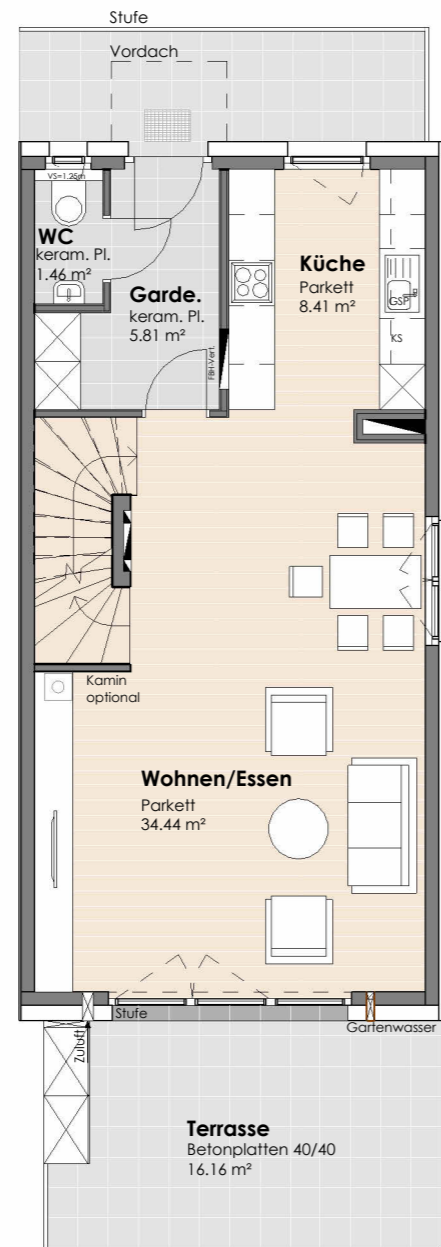 Stufe
Vordach
VS=1.25m
WC
keram. Pl.
1.46 m²
Garde.
keram. Pl.
5.81 m²
Küche
Parkett
8.41 m²
GSP
KS
FBH-Vert.
Kamin
optional
Wohnen/Essen
Parkett
34.44 m²
Stufe
Gartenwasser
Zuluft
Terrasse
Betonplatten 40/40
16.16 m²